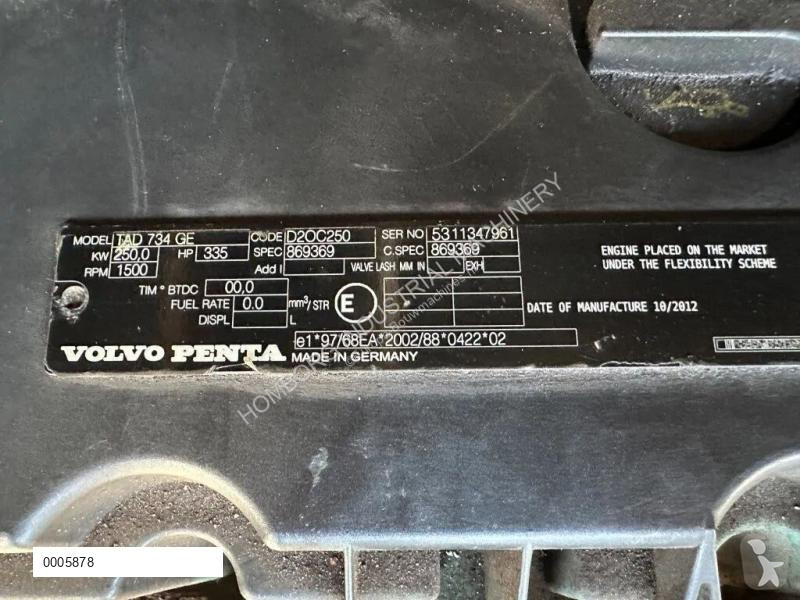 MODEL TAD 734 GE CODE D2OC250 SER NO 5311347961
KW 250,0 HP 335 SPEC 869369 C.SPEC 869369
RPM 1500 Add I VALVE LASH MM IN EXH
TIM ° BTDC 00,0
FUEL RATE 0.0 mm³/STR E
DISPL L
ENGINE PLACED ON THE MARKET
UNDER THE FLEXIBILITY SCHEME
DATE OF MANUFACTURE 10/2012
e1*97/68EA*2002/88*0422*02
VOLVO PENTA MADE IN GERMANY
HOMBORG INDUSTRIAL MACHINERY
0005878